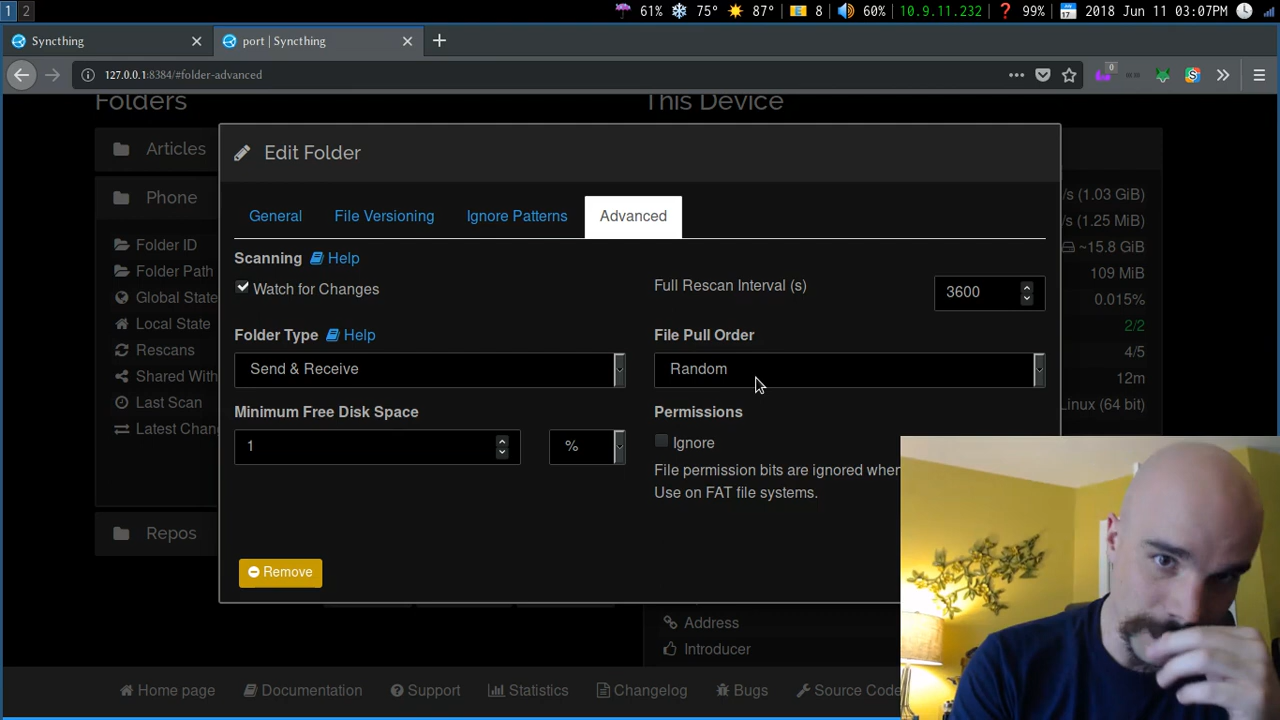 1 2 61% 75° 87° 8 60% 10.9.11.232 99% 2018 Jun 11 03:07PM
Syncthing port | Syncthing
127.0.0.1:8384/#folder-advanced 0
Folders This Device
Edit Folder
Articles
Phone
General File Versioning Ignore Patterns Advanced
/s (1.03 GiB)
/s (1.25 MiB)
~15.8 GiB
109 MiB
0.015%
2/2
4/5
12m
Linux (64 bit)
Folder ID
Folder Path
Global State
Local State
Rescans
Shared With
Last Scan
Latest Chan
Scanning Help
Watch for Changes
Full Rescan Interval (s) 3600
Folder Type Help
Send & Receive
File Pull Order
Random
Minimum Free Disk Space
1 %
Permissions
Ignore
File permission bits are ignored when
Use on FAT file systems.
Repos
Remove
Address
Introducer
Home page Documentation Support Statistics Changelog Bugs Source Code